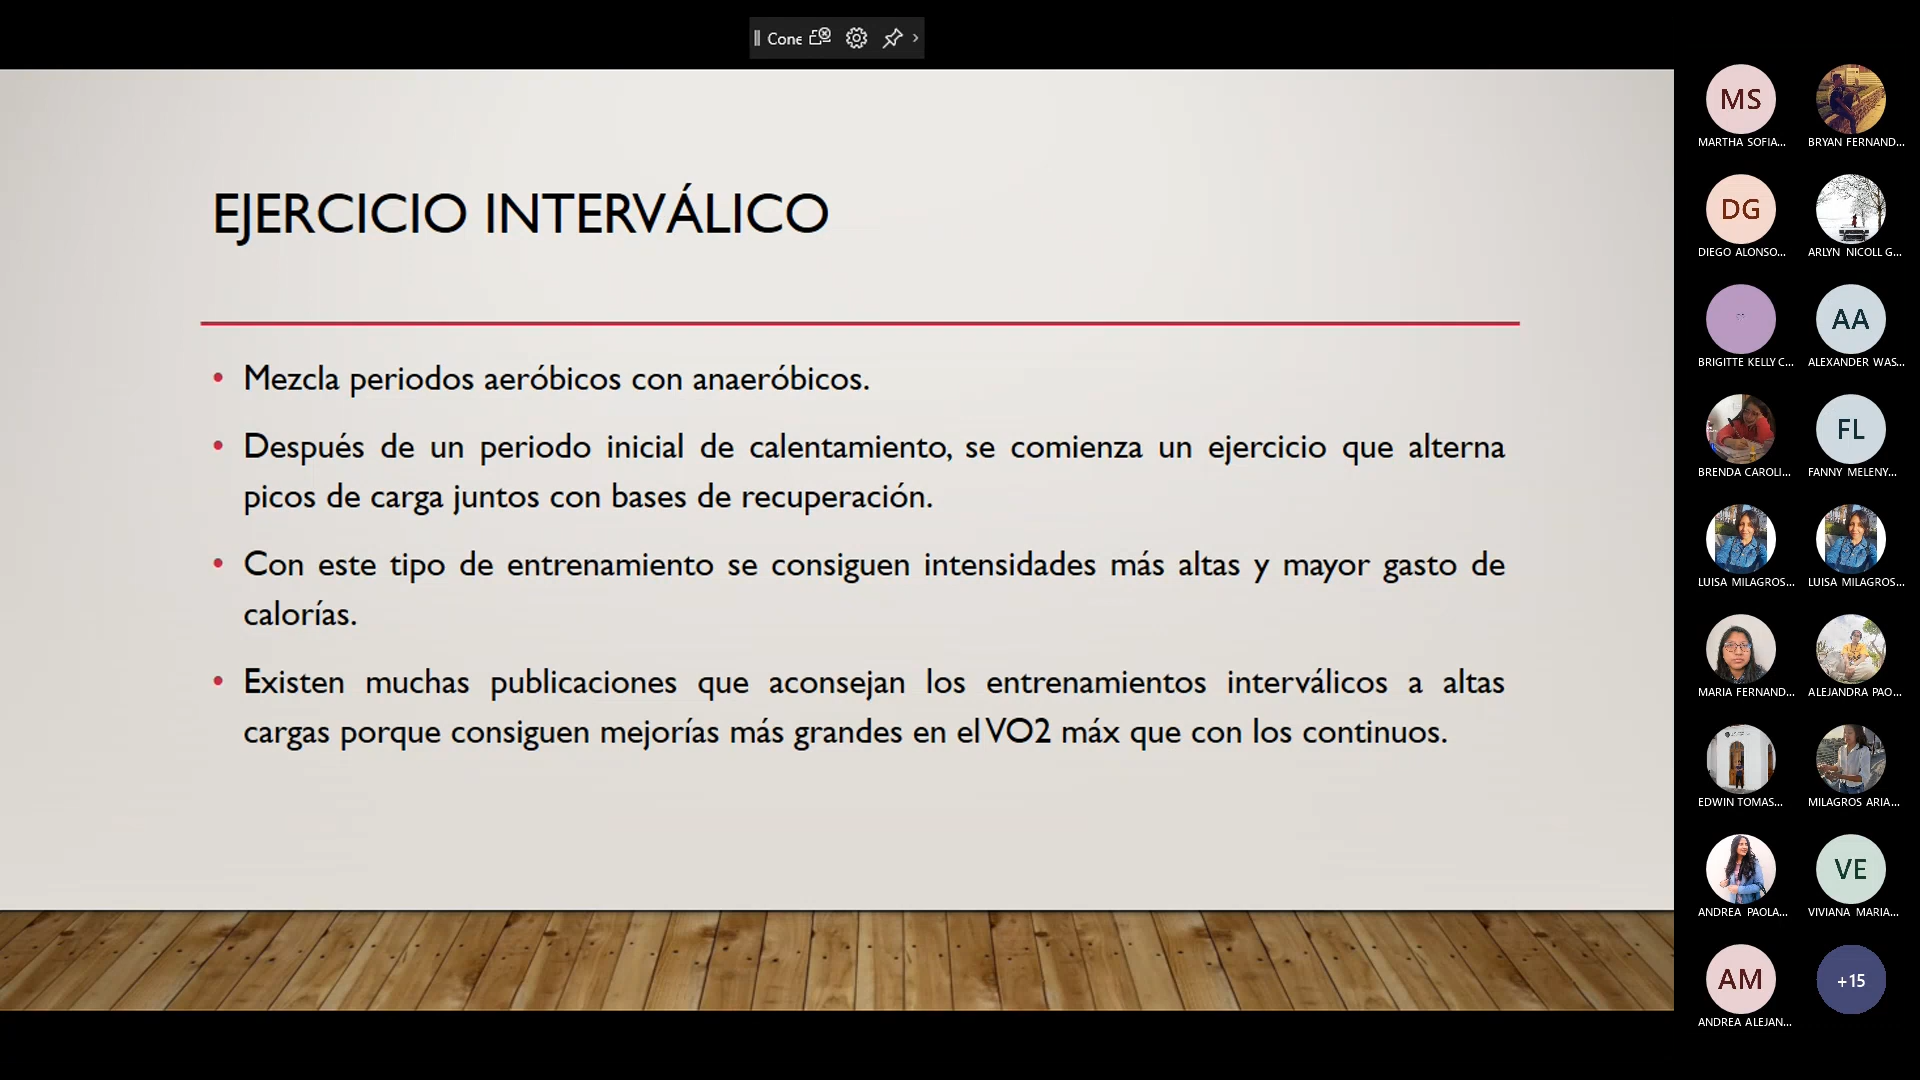 Cone
EJERCICIO INTERVÁLICO
• Mezcla periodos aeróbicos con anaeróbicos.
• Después de un periodo inicial de calentamiento, se comienza un ejercicio que alterna
picos de carga juntos con bases de recuperación.
• Con este tipo de entrenamiento se consiguen intensidades más altas y mayor gasto de
calorías.
• Existen muchas publicaciones que aconsejan los entrenamientos interválicos a altas
cargas porque consiguen mejorías más grandes en el VO2 máx que con los continuos.
MS
MARTHA SOFIA...
BRYAN FERNAND...
DG
DIEGO ALONSO...
ARLYN NICOLL G...
BRIGITTE KELLY C...
AA
ALEXANDER WAS...
BRENDA CAROLI...
FL
FANNY MELENY...
LUISA MILAGROS...
LUISA MILAGROS...
MARIA FERNAND...
ALEJANDRA PAO...
EDWIN TOMAS...
MILAGROS ARIA...
ANDREA PAOLA...
VE
VIVIANA MARIA...
AM
ANDREA ALEJAN...
+15